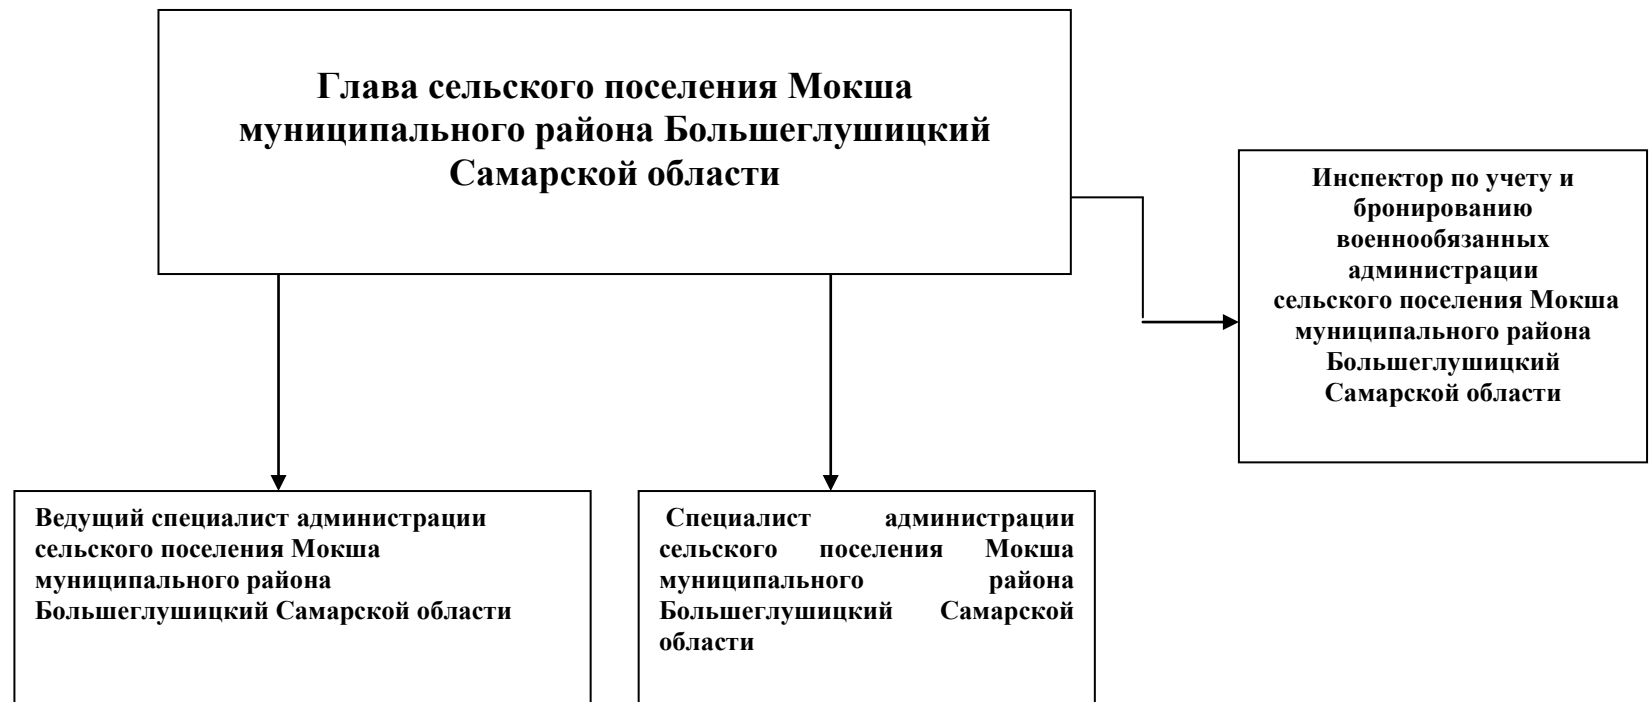 Глава сельского поселения Мокша
муниципального района Большеглушицкий
Самарской области
Инспектор по учету и
бронированию
военнообязанных
администрации
сельского поселения Мокша
муниципального района
Большеглушицкий
Самарской области
Ведущий специалист администрации
сельского поселения Мокша
муниципального района
Большеглушицкий Самарской области
Специалист администрации
сельского поселения Мокша
муниципального района
Большеглушицкий Самарской
области